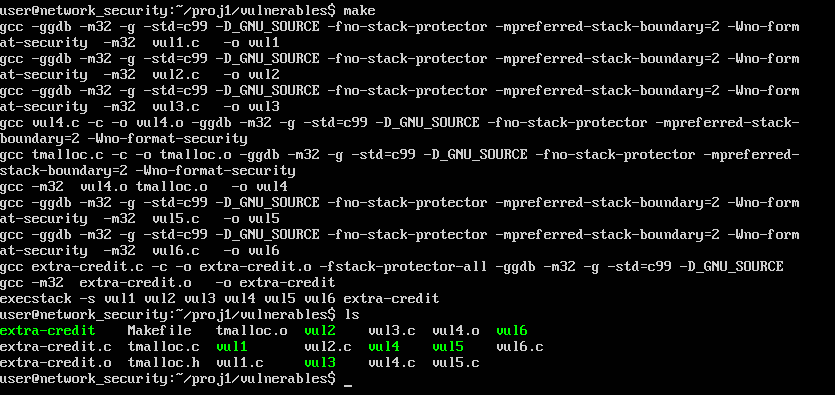 user@network_security:~/proj1/vulnerables$ make
gcc -ggdb -m32 -g -std=c99 -D_GNU_SOURCE -fno-stack-protector -mpreferred-stack-boundary=2 -Wno-form
at-security  -m32  vul1.c   -o vul1
gcc -ggdb -m32 -g -std=c99 -D_GNU_SOURCE -fno-stack-protector -mpreferred-stack-boundary=2 -Wno-form
at-security  -m32  vul2.c   -o vul2
gcc -ggdb -m32 -g -std=c99 -D_GNU_SOURCE -fno-stack-protector -mpreferred-stack-boundary=2 -Wno-form
at-security  -m32  vul3.c   -o vul3
gcc vul4.c -c -o vul4.o -ggdb -m32 -g -std=c99 -D_GNU_SOURCE -fno-stack-protector -mpreferred-stack-
boundary=2 -Wno-format-security
gcc tmalloc.c -c -o tmalloc.o -ggdb -m32 -g -std=c99 -D_GNU_SOURCE -fno-stack-protector -mpreferred-
stack-boundary=2 -Wno-format-security
gcc -m32  vul4.o tmalloc.o   -o vul4
gcc -ggdb -m32 -g -std=c99 -D_GNU_SOURCE -fno-stack-protector -mpreferred-stack-boundary=2 -Wno-form
at-security  -m32  vul5.c   -o vul5
gcc -ggdb -m32 -g -std=c99 -D_GNU_SOURCE -fno-stack-protector -mpreferred-stack-boundary=2 -Wno-form
at-security  -m32  vul6.c   -o vul6
gcc extra-credit.c -c -o extra-credit.o -fstack-protector-all -ggdb -m32 -g -std=c99 -D_GNU_SOURCE
gcc -m32  extra-credit.o   -o extra-credit
execstack -s vul1 vul2 vul3 vul4 vul5 vul6 extra-credit
user@network_security:~/proj1/vulnerables$ ls
extra-credit    Makefile   tmalloc.o  vul2    vul3.c  vul4.o  vul6
extra-credit.c  tmalloc.c  vul1       vul2.c  vul4    vul5    vul6.c
extra-credit.o  tmalloc.h  vul1.c     vul3    vul4.c  vul5.c
user@network_security:~/proj1/vulnerables$ _